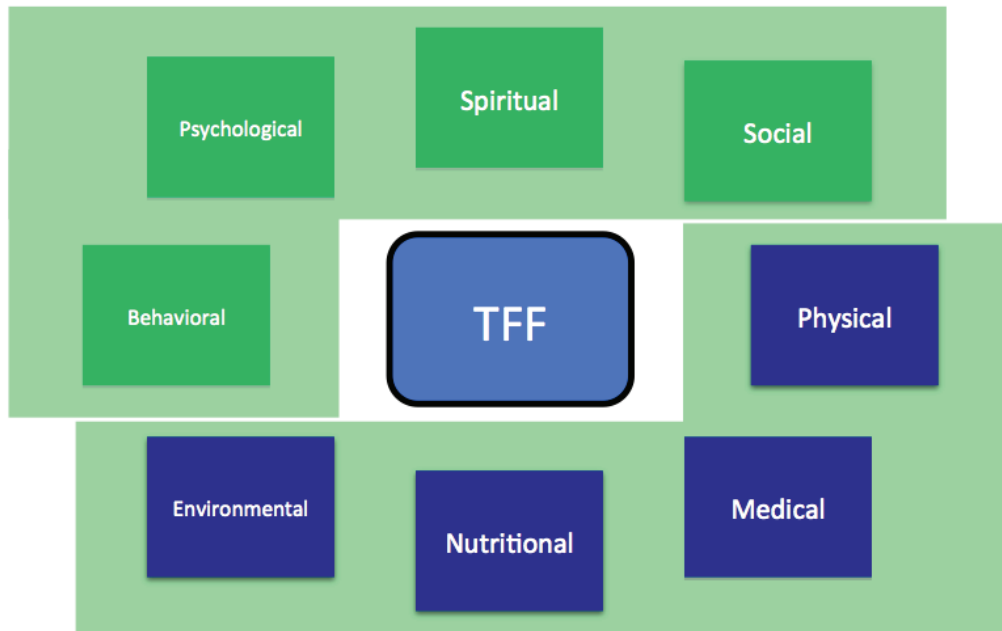 Spiritual
Psychological
Social
Behavioral
TFF
Physical
Environmental
Nutritional
Medical